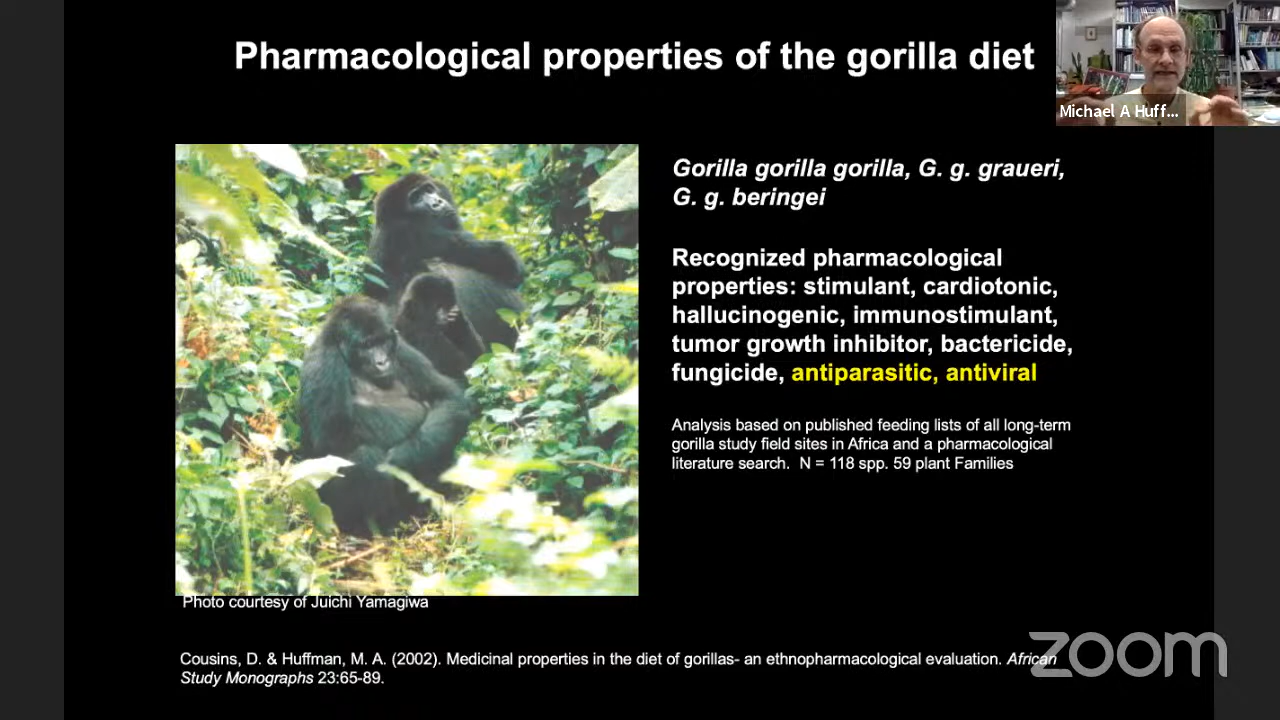 Pharmacological properties of the gorilla diet
Michael A Huff...
Gorilla gorilla gorilla, G. g. graueri,
G. g. beringei
Recognized pharmacological
properties: stimulant, cardiotonic,
hallucinogenic, immunostimulant,
tumor growth inhibitor, bactericide,
fungicide, antiparasitic, antiviral
Analysis based on published feeding lists of all long-term
gorilla study field sites in Africa and a pharmacological
literature search.  N = 118 spp. 59 plant Families
Photo courtesy of Juichi Yamagiwa
Cousins, D. & Huffman, M. A. (2002). Medicinal properties in the diet of gorillas- an ethnopharmacological evaluation. African
Study Monographs 23:65-89.
zoom